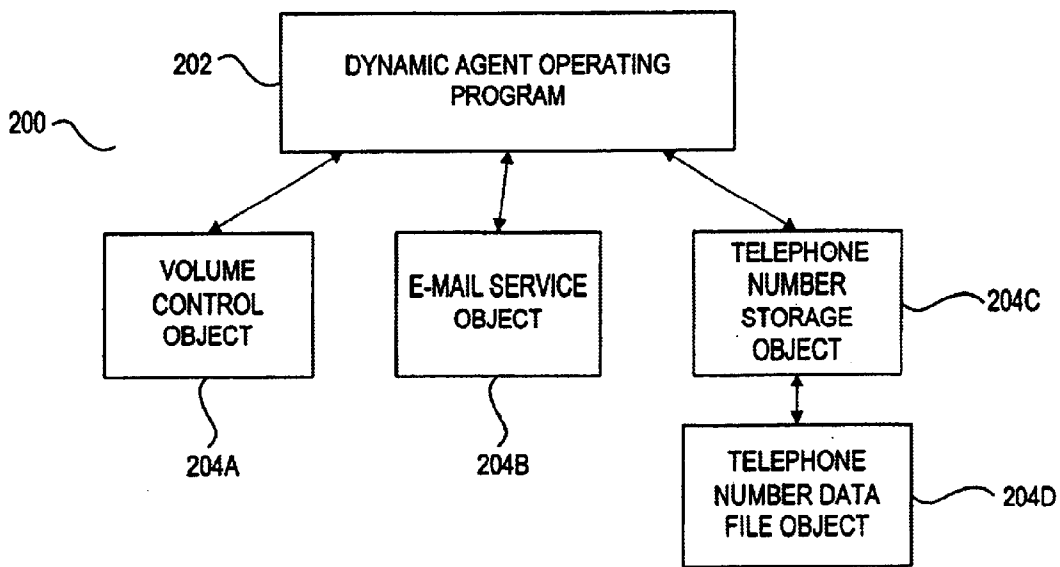 DYNAMIC AGENT OPERATING
PROGRAM
202
200
VOLUME
CONTROL
OBJECT
E-MAIL SERVICE
OBJECT
TELEPHONE
NUMBER
STORAGE
OBJECT
204C
204A
204B
TELEPHONE
NUMBER DATA
FILE OBJECT
204D